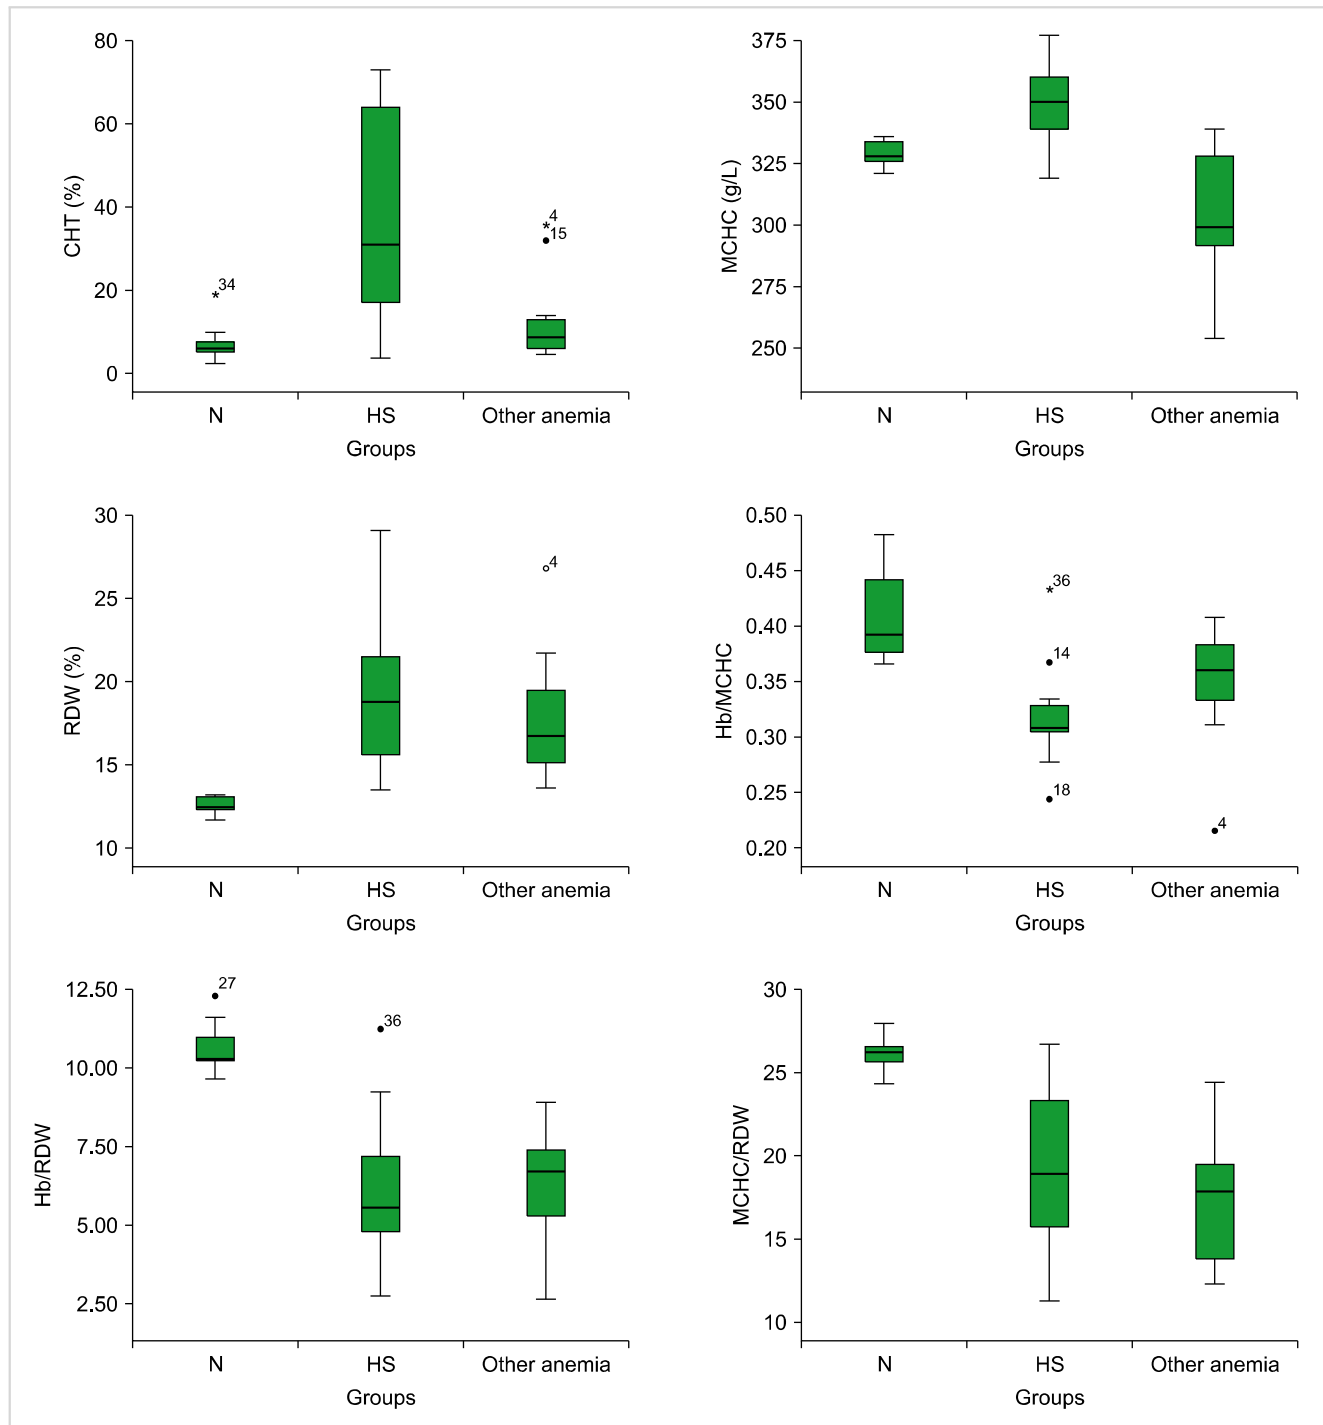 CHT (%)
80
60
40
20
0
*34
*4
15
N HS Other anemia
Groups
MCHC (g/L)
375
350
325
300
275
250
N HS Other anemia
Groups
RDW (%)
30
25
20
15
10
4
N HS Other anemia
Groups
Hb/MCHC
0.50
0.45
0.40
0.35
0.30
0.25
0.20
*36
14
18
4
N HS Other anemia
Groups
Hb/RDW
12.50
10.00
7.50
5.00
2.50
27
36
N HS Other anemia
Groups
MCHC/RDW
30
25
20
15
10
N HS Other anemia
Groups